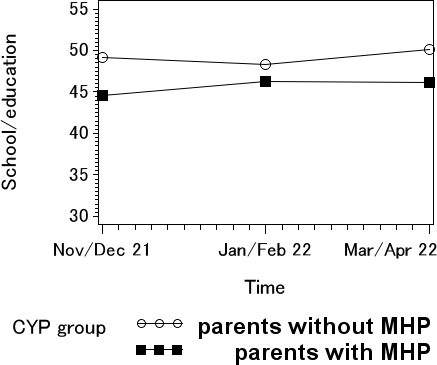 55
50
45
40
35
30
School/education
Nov/Dec 21 Jan/Feb 22 Mar/Apr 22
Time
CYP group parents without MHP
parents with MHP